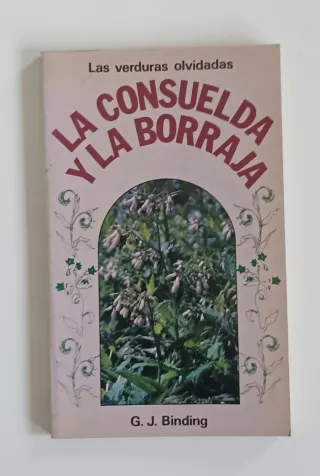 Las verduras olvidadas
LA CONSUELDA
Y LA BORRAJA
G. J. Binding